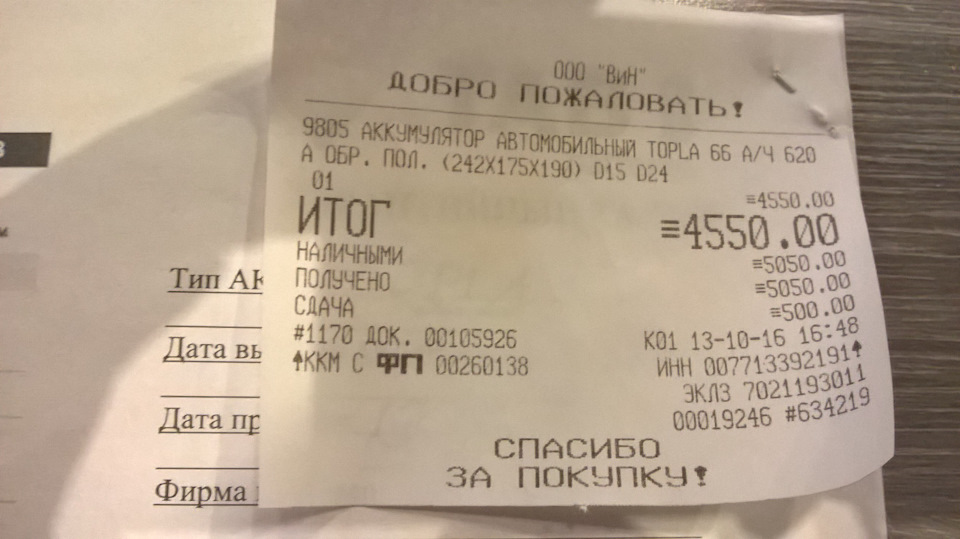 ООО "ВиН"
ДОБРО ПОЖАЛОВАТЬ!
9805 АККУМУЛЯТОР АВТОМОБИЛЬНЫЙ TOPLA 66 А/Ч 620
А ОБР. ПОЛ. (242X175X190) D15 D24
01 ≡4550.00
ИТОГ ≡4550.00
НАЛИЧНЫМИ ≡5050.00
ПОЛУЧЕНО ≡5050.00
СДАЧА ≡500.00
#1170 ДОК. 00105926 К01 13-10-16 16:48
ККМ С ФП 00260138 ИНН 007713392191
ЭКЛЗ 7021193011
00019246 #634219
СПАСИБО
ЗА ПОКУПКУ!
Тип АК
Дата вы
Дата пр
Фирма